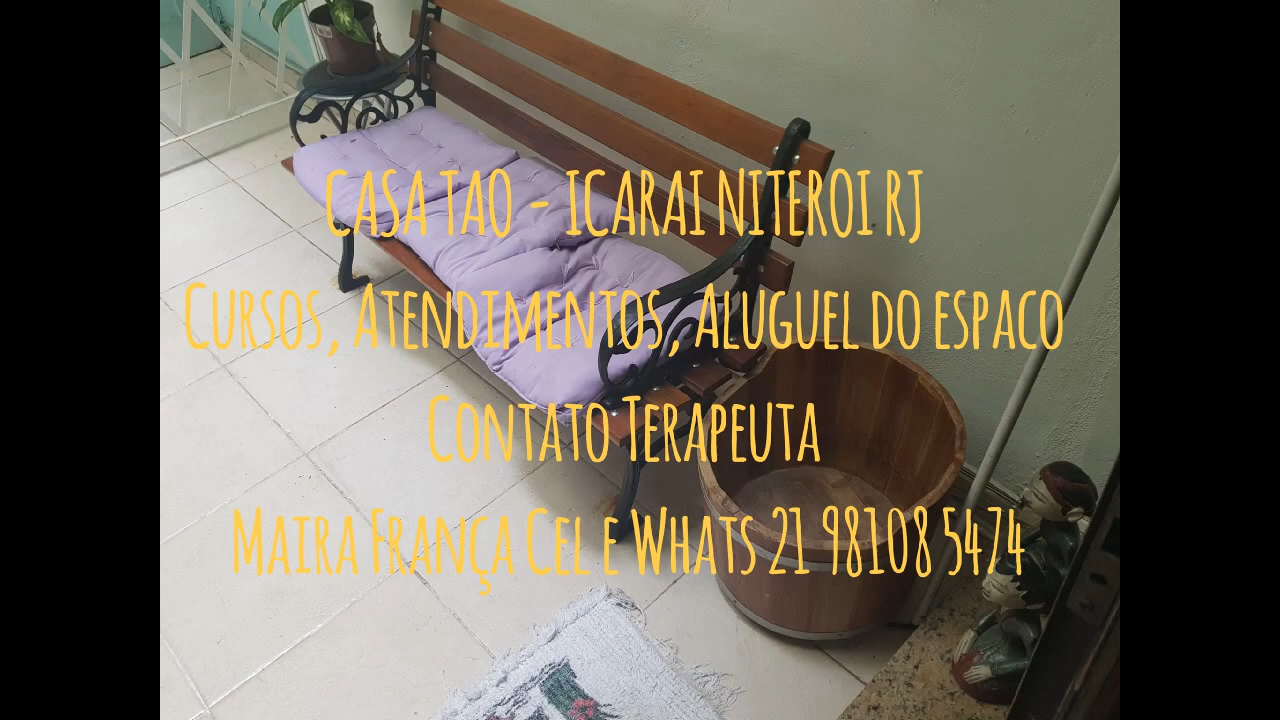 CASA TAO - ICARAI NITEROI RJ
CURSOS, ATENDIMENTOS, ALUGUEL DO ESPACO
CONTATO TERAPEUTA
MAIRA FRANÇA CEL E WHATS 21 98108 5474